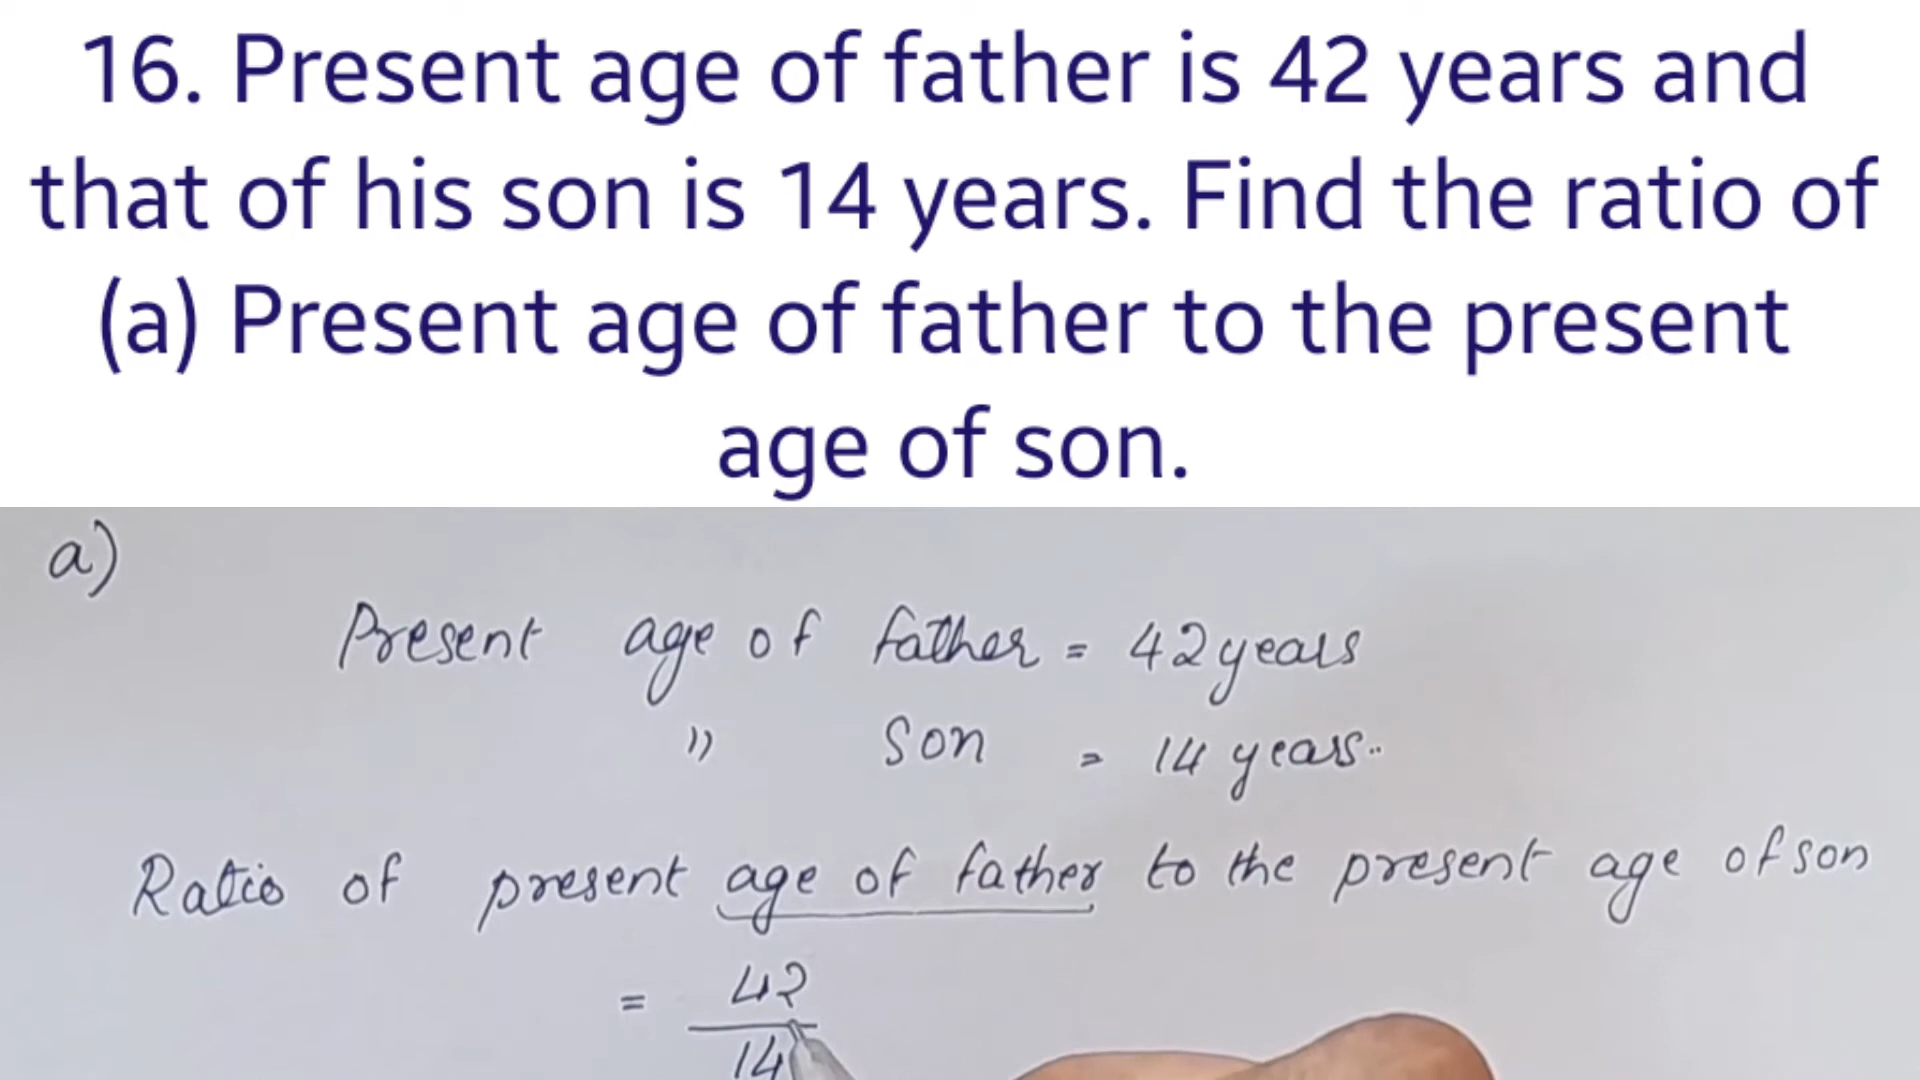 16. Present age of father is 42 years and
that of his son is 14 years. Find the ratio of
(a) Present age of father to the present
age of son.
a)
Present age of father = 42 years
" son = 14 years..
Ratio of present age of father to the present age of son
= 42
14